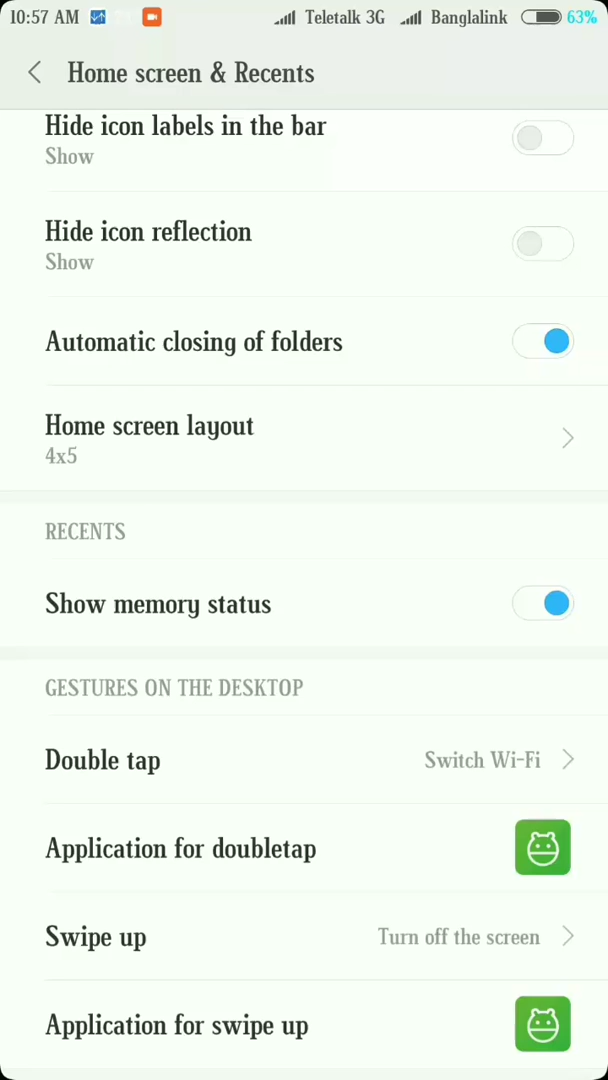 10:57 AM Teletalk 3G Banglalink 63%
Home screen & Recents
Hide icon labels in the bar
Show
Hide icon reflection
Show
Automatic closing of folders
Home screen layout
4x5
RECENTS
Show memory status
GESTURES ON THE DESKTOP
Double tap Switch Wi-Fi
Application for doubletap
Swipe up Turn off the screen
Application for swipe up